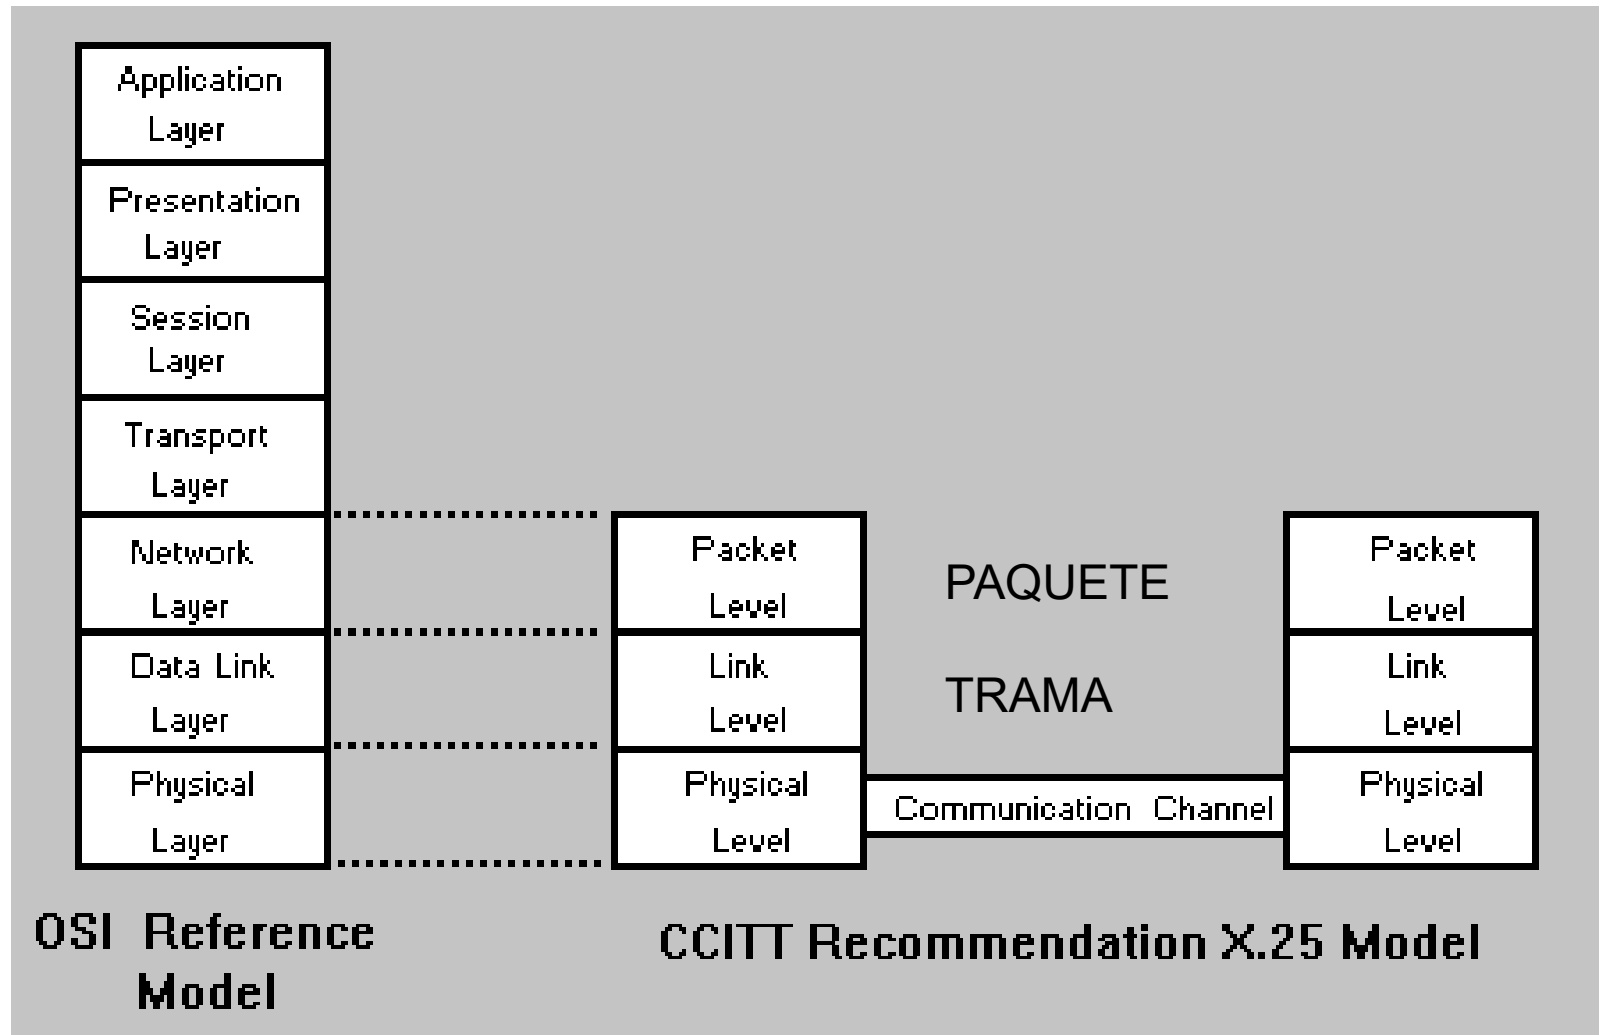 Application
Layer
Presentation
Layer
Session
Layer
Transport
Layer
Network
Layer
Data Link
Layer
Physical
Layer
OSI Reference
Model
Packet
Level
Link
Level
Physical
Level
PAQUETE
TRAMA
Communication Channel
Packet
Level
Link
Level
Physical
Level
CCITT Recommendation X.25 Model